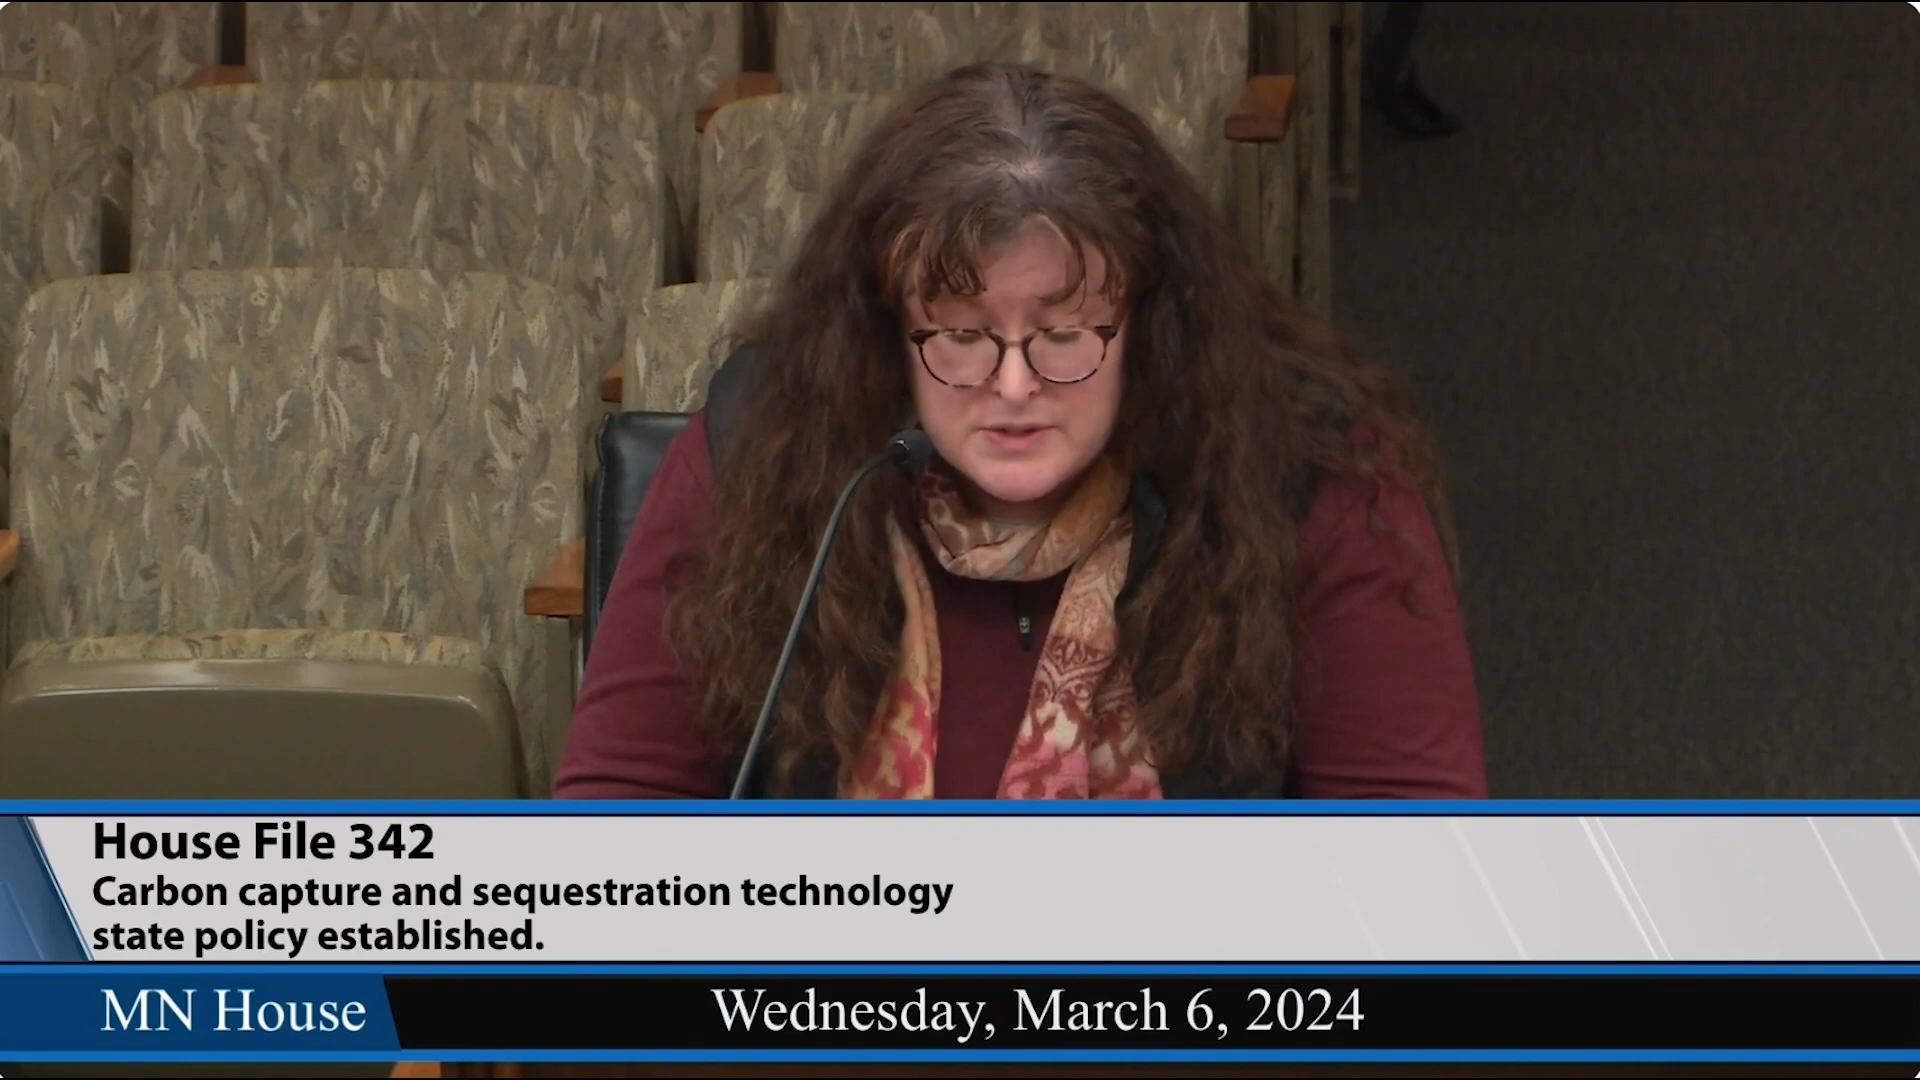 House File 342
Carbon capture and sequestration technology
state policy established.
MN House
Wednesday, March 6, 2024